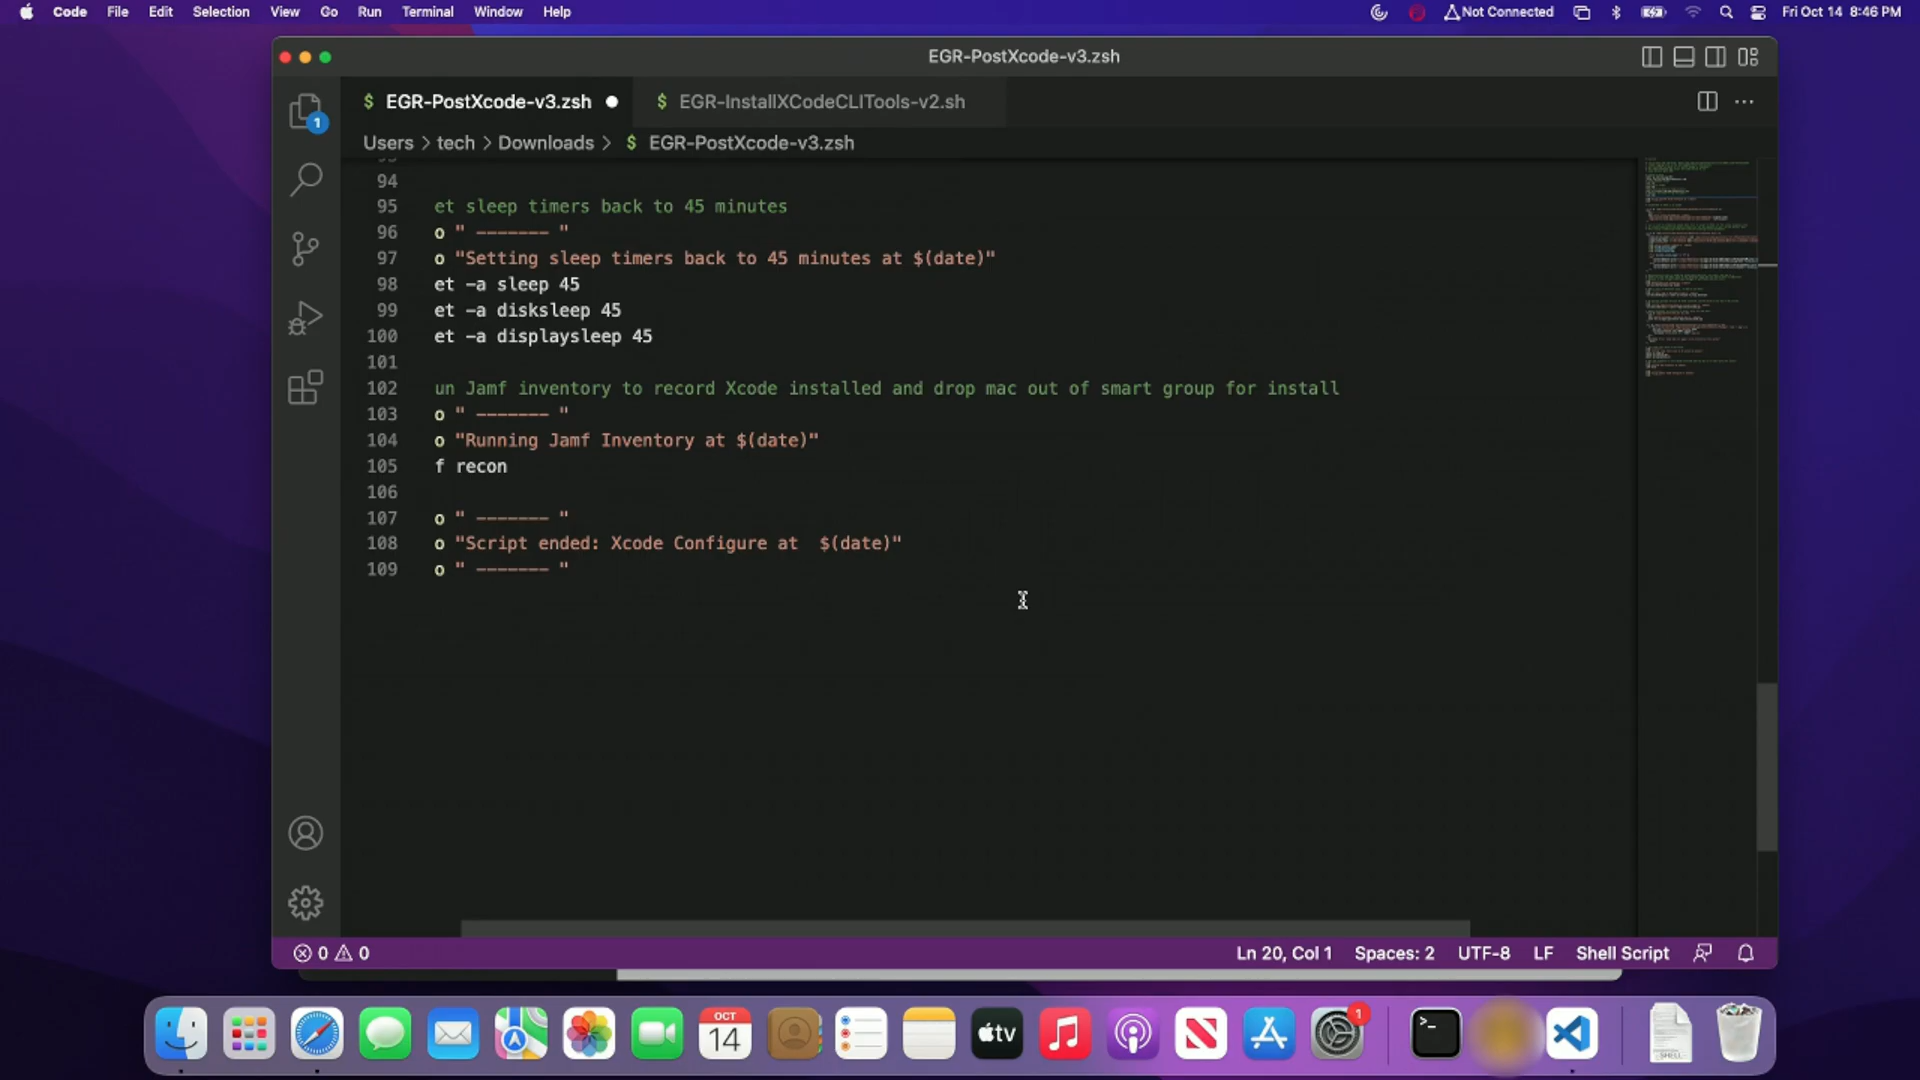 Code File Edit Selection View Go Run Terminal Window Help Not Connected Fri Oct 14 8:46 PM
EGR-PostXcode-v3.zsh
$ EGR-PostXcode-v3.zsh $ EGR-InstallXCodeCLITools-v2.sh
1
Users > tech > Downloads > $ EGR-PostXcode-v3.zsh
94
95 et sleep timers back to 45 minutes
96 o " ------- "
97 o "Setting sleep timers back to 45 minutes at $(date)"
98 et -a sleep 45
99 et -a disksleep 45
100 et -a displaysleep 45
101
102 un Jamf inventory to record Xcode installed and drop mac out of smart group for install
103 o " ------- "
104 o "Running Jamf Inventory at $(date)"
105 f recon
106
107 o " ------- "
108 o "Script ended: Xcode Configure at  $(date)"
109 o " ------- "
0 0 Ln 20, Col 1 Spaces: 2 UTF-8 LF Shell Script
OCT
14
tv
1
>_
SHELL